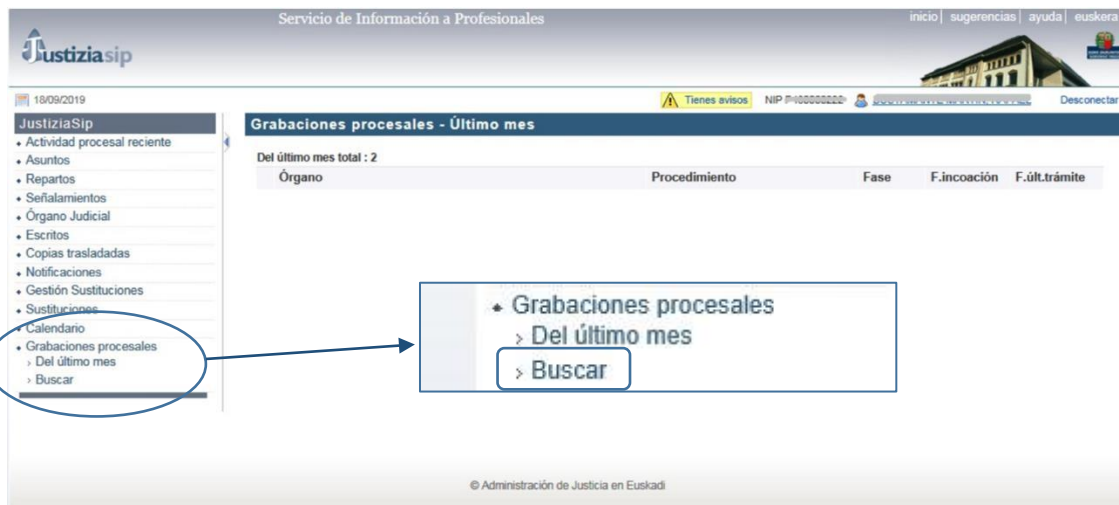 Servicio de Información a Profesionales
inicio| sugerencias| ayuda| euskera
Justiziasip
18/09/2019
Tienes avisos NIP Desconectar
JustiziaSip
Grabaciones procesales - Último mes
Actividad procesal reciente
Asuntos
Repartos
Señalamientos
Órgano Judicial
Escritos
Copias trasladadas
Notificaciones
Gestión Sustituciones
Sustituciones
Calendario
Grabaciones procesales
› Del último mes
› Buscar
Del último mes total : 2
Órgano Procedimiento Fase F.incoación F.últ.trámite
Grabaciones procesales
› Del último mes
› Buscar
© Administración de Justicia en Euskadi